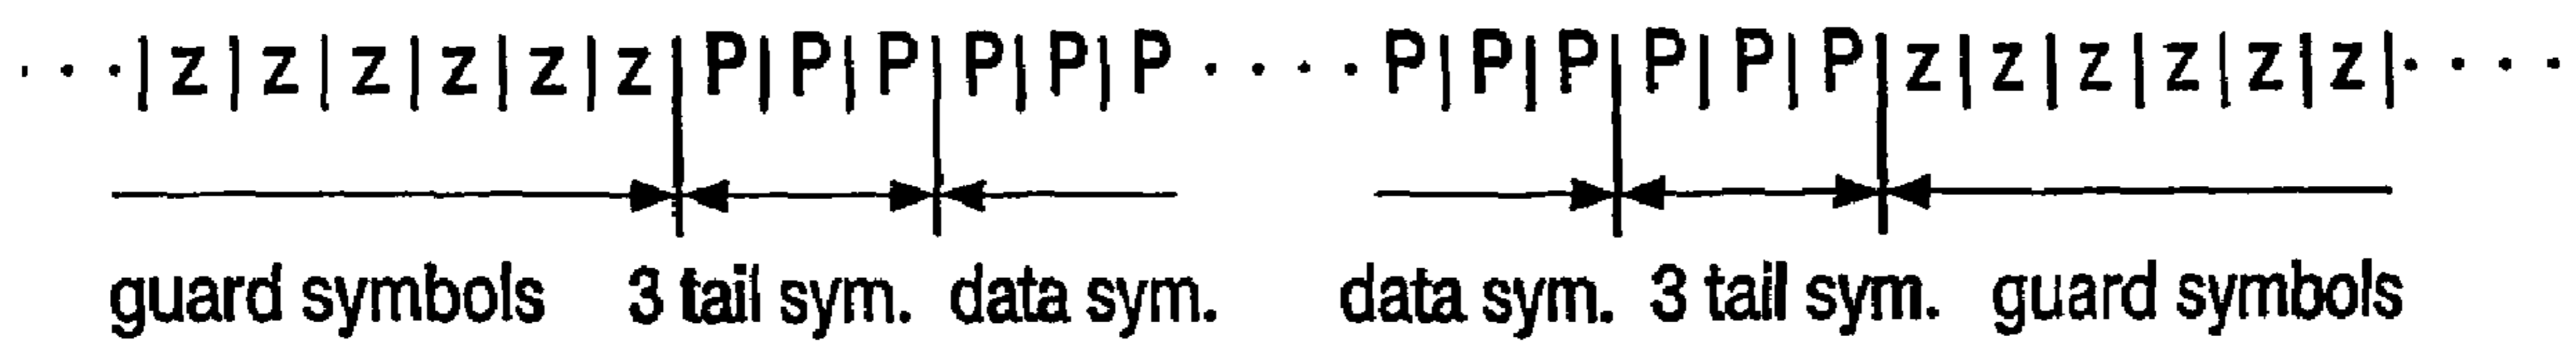 · · ·| z | z | z | z | z | z | P | P | P | P | P | P · · · · P | P | P | P | P | P | z | z | z | z | z | z |· · · ·
guard symbols 3 tail sym. data sym. data sym. 3 tail sym. guard symbols